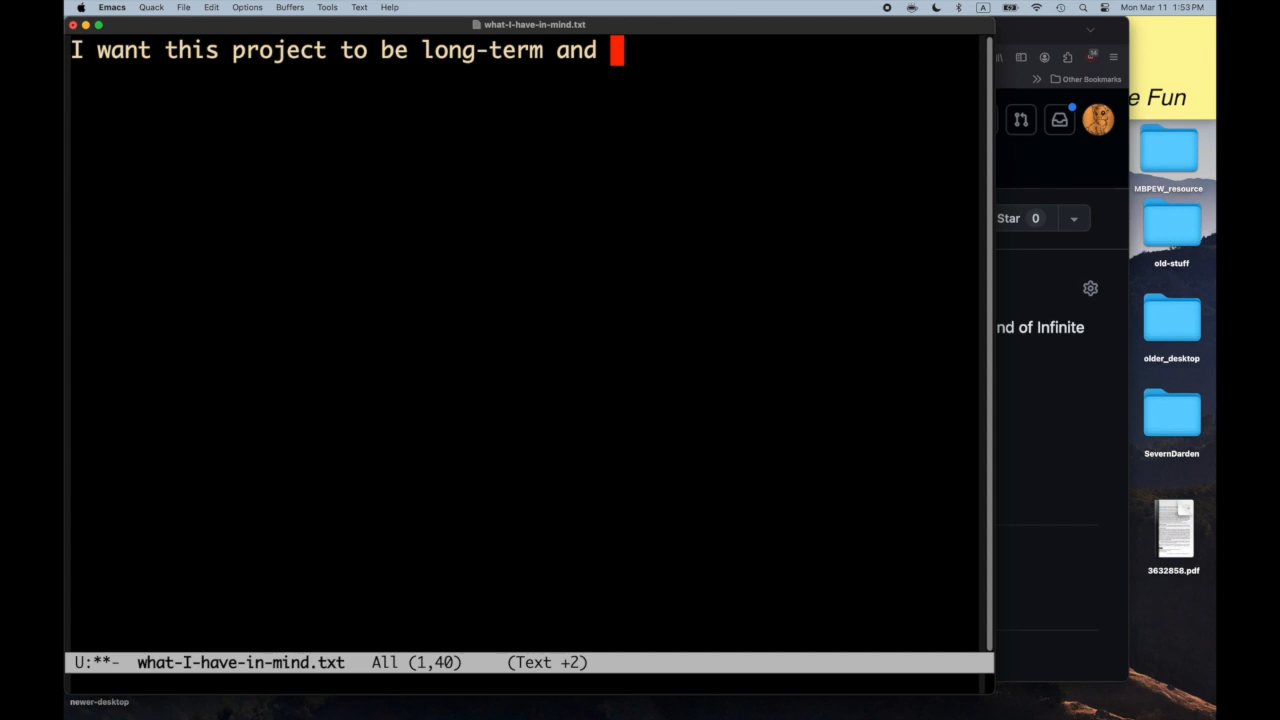 Emacs Quack File Edit Options Buffers Tools Text Help
A
Mon Mar 11 1:53 PM
what-I-have-in-mind.txt
I want this project to be long-term and
14
Other Bookmarks
e Fun
MBPEW_resource
Star 0
old-stuff
nd of Infinite
older_desktop
SevernDarden
3632858.pdf
U:**- what-I-have-in-mind.txt All (1,40) (Text +2)
newer-desktop